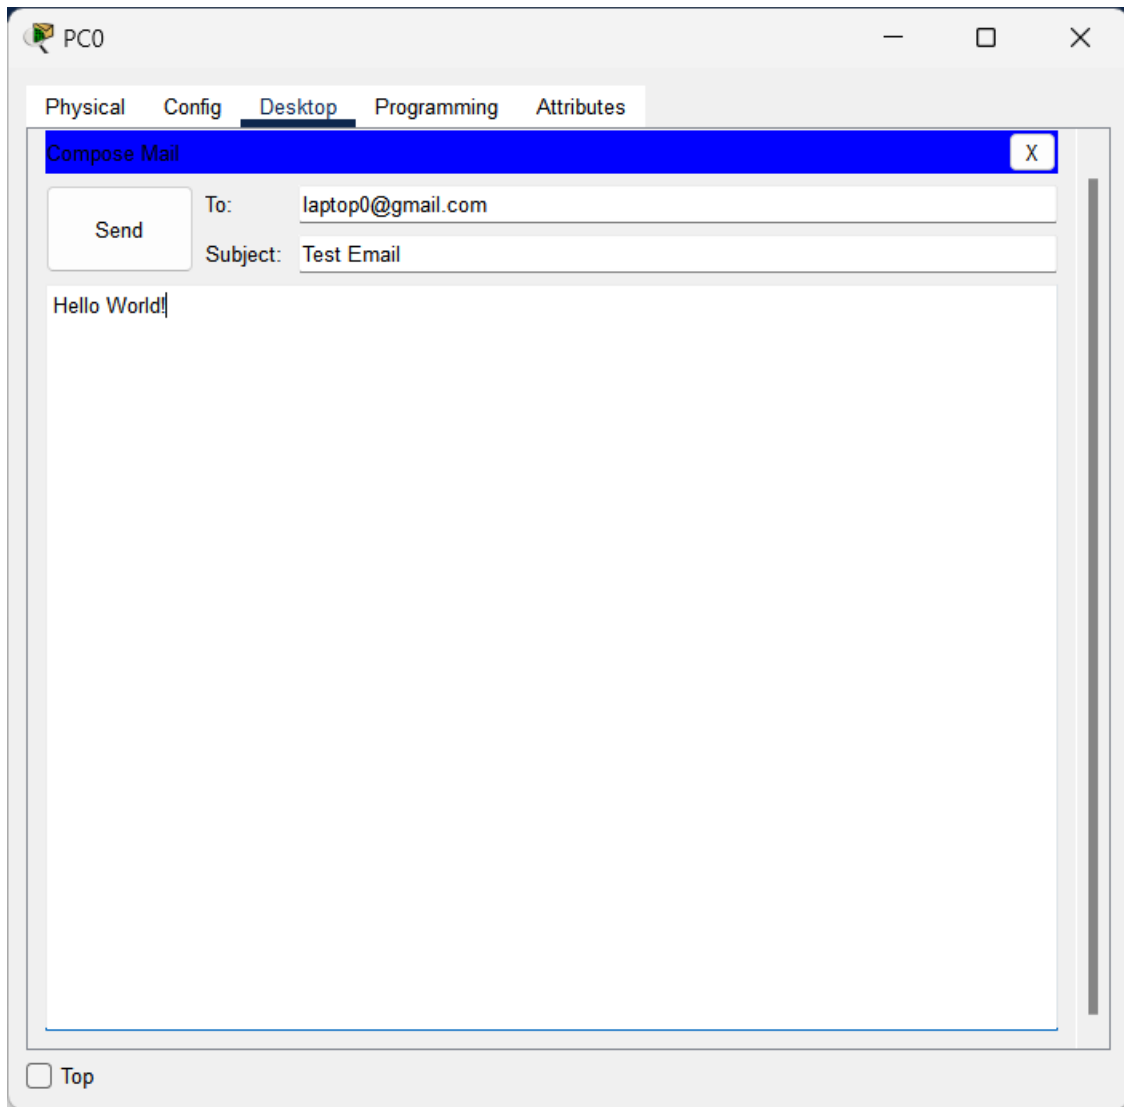 PC0
Physical Config Desktop Programming Attributes
Compose Mail X
Send
To: laptop0@gmail.com
Subject: Test Email
Hello World!
Top